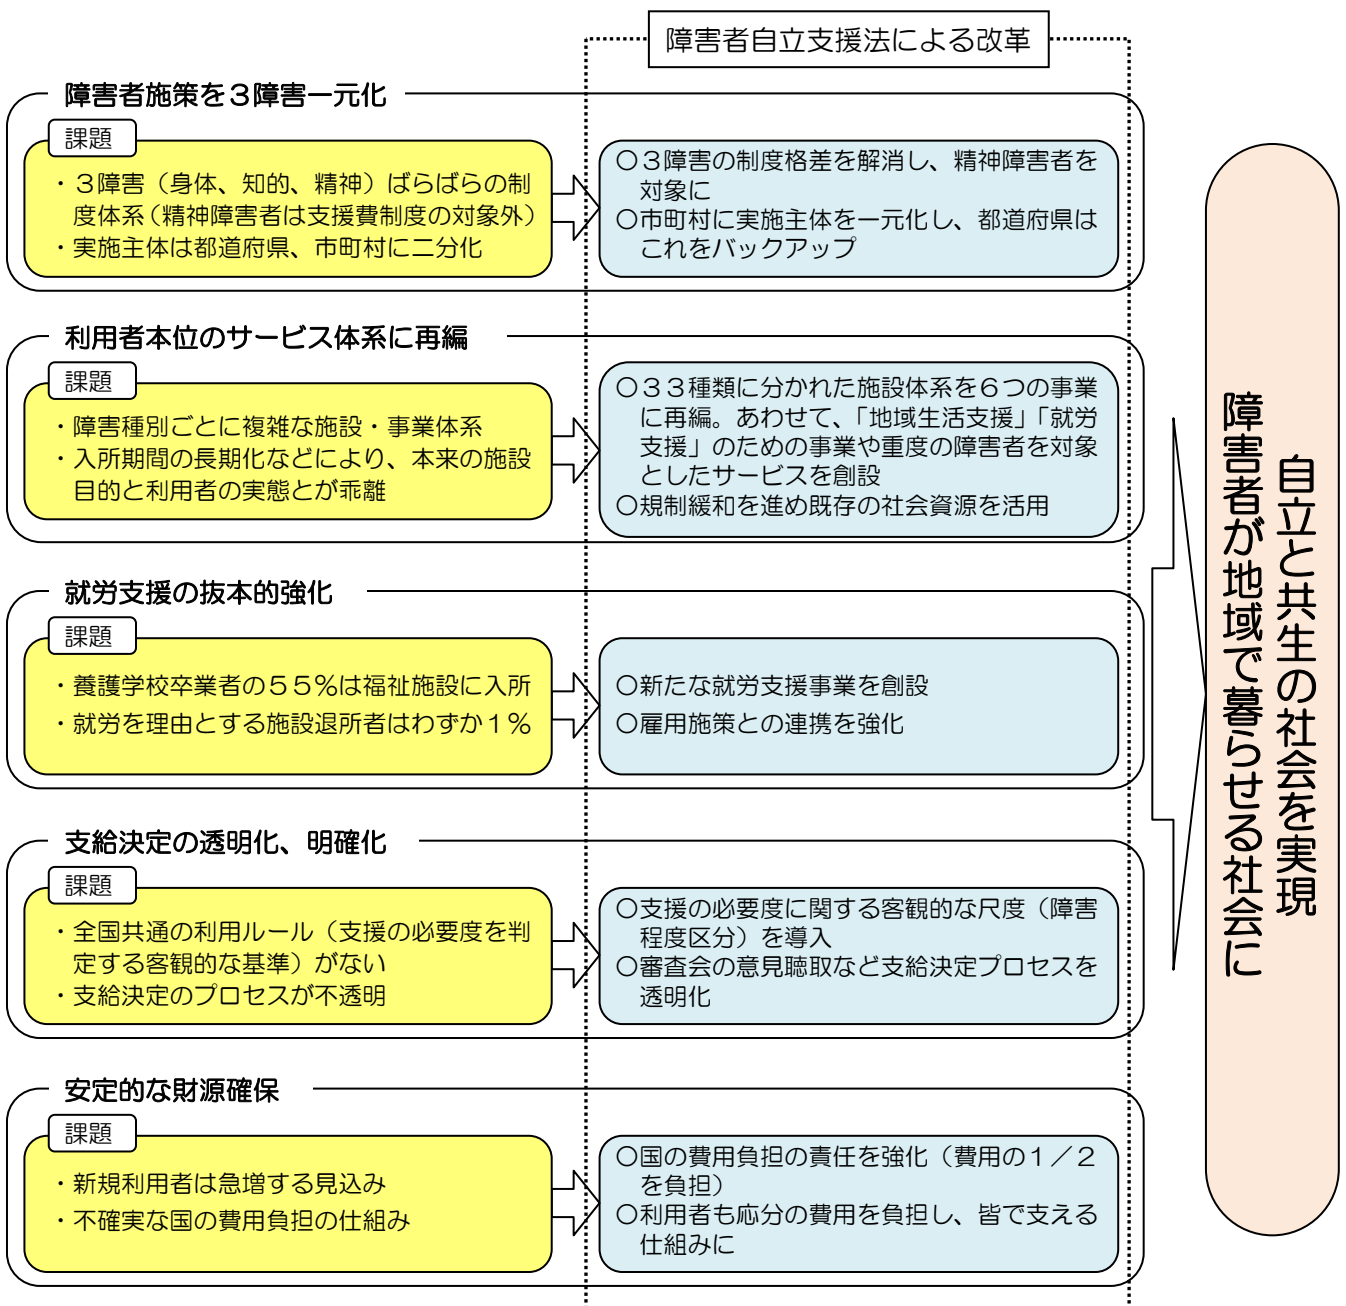 障害者自立支援法による改革
障害者施策を３障害一元化
課題
・３障害（身体、知的、精神）ばらばらの制
度体系（精神障害者は支援費制度の対象外）
・実施主体は都道府県、市町村に二分化
〇３障害の制度格差を解消し、精神障害者を
対象に
〇市町村に実施主体を一元化し、都道府県は
これをバックアップ
利用者本位のサービス体系に再編
課題
・障害種別ごとに複雑な施設・事業体系
・入所期間の長期化などにより、本来の施設
目的と利用者の実態とが乖離
〇３３種類に分かれた施設体系を６つの事業
に再編。あわせて、「地域生活支援」「就労
支援」のための事業や重度の障害者を対象
としたサービスを創設
〇規制緩和を進め既存の社会資源を活用
就労支援の抜本的強化
課題
・養護学校卒業者の５５％は福祉施設に入所
・就労を理由とする施設退所者はわずか１％
〇新たな就労支援事業を創設
〇雇用施策との連携を強化
支給決定の透明化、明確化
課題
・全国共通の利用ルール（支援の必要度を判
定する客観的な基準）がない
・支給決定のプロセスが不透明
〇支援の必要度に関する客観的な尺度（障害
程度区分）を導入
〇審査会の意見聴取など支給決定プロセスを
透明化
安定的な財源確保
課題
・新規利用者は急増する見込み
・不確実な国の費用負担の仕組み
〇国の費用負担の責任を強化（費用の１／２
を負担）
〇利用者も応分の費用を負担し、皆で支える
仕組みに
自立と共生の社会を実現
障害者が地域で暮らせる社会に